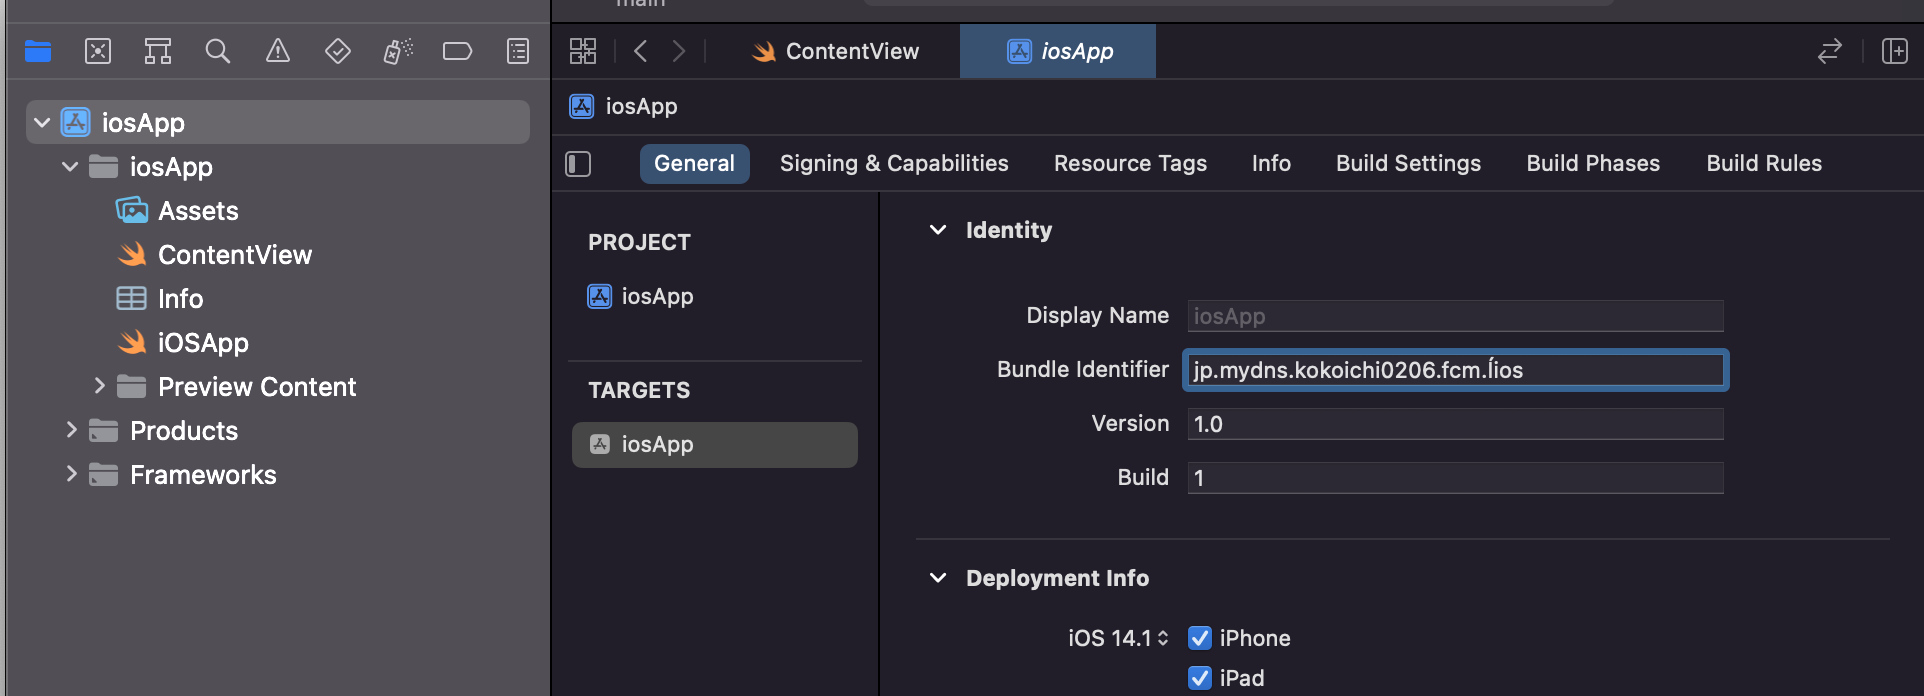 main
ContentView
iosApp
iosApp
iosApp
Assets
ContentView
Info
iOSApp
Preview Content
Products
Frameworks
iosApp
General
Signing & Capabilities
Resource Tags
Info
Build Settings
Build Phases
Build Rules
PROJECT
iosApp
TARGETS
iosApp
Identity
Display Name
iosApp
Bundle Identifier
jp.mydns.kokoichi0206.fcm.Íios
Version
1.0
Build
1
Deployment Info
iOS 14.1
iPhone
iPad